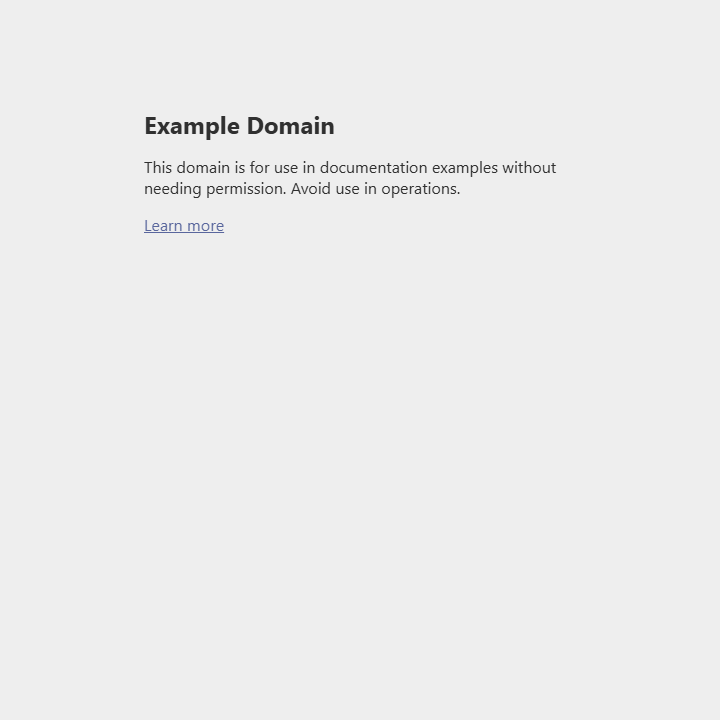 Example Domain
This domain is for use in documentation examples without
needing permission. Avoid use in operations.
Learn more